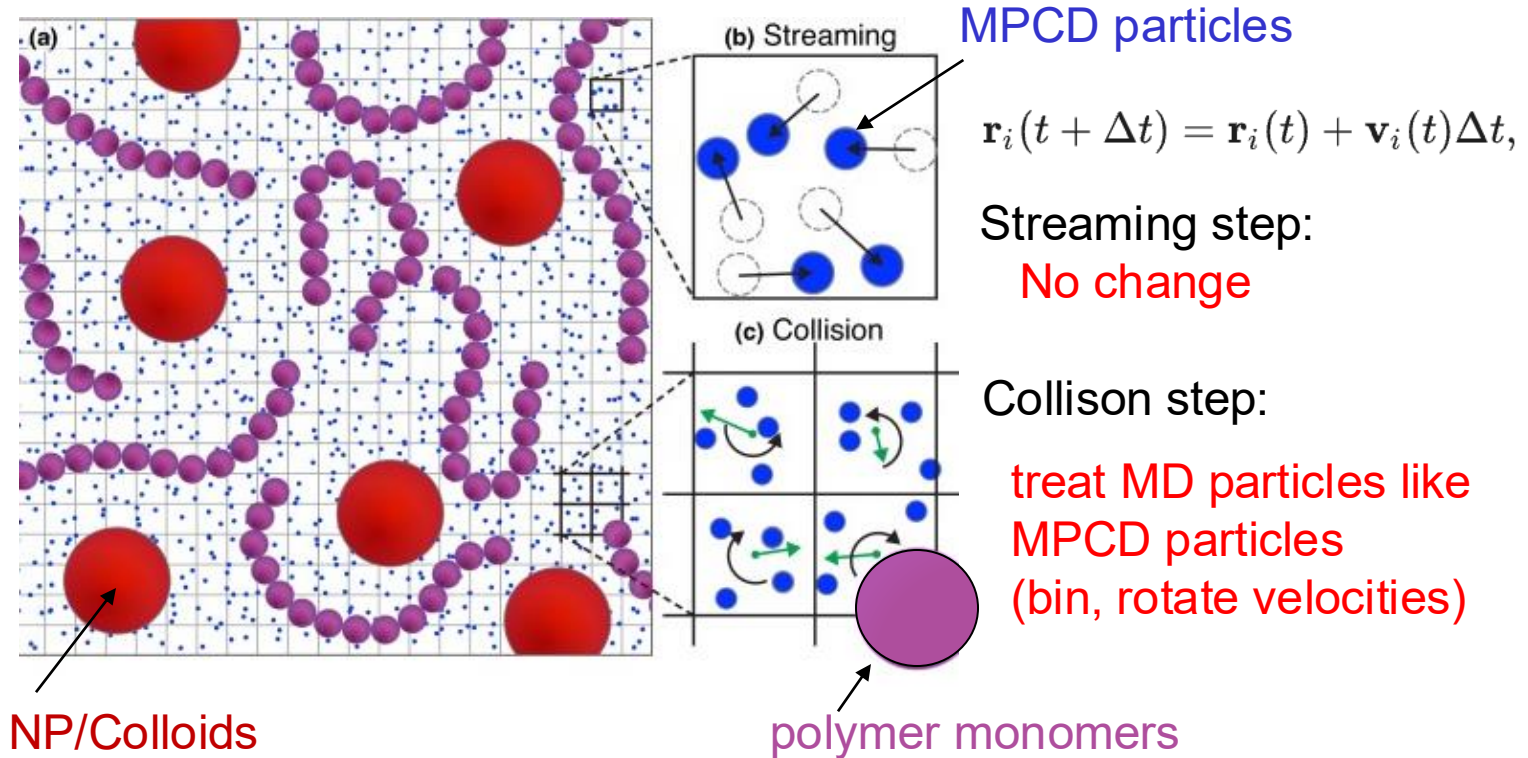 (a)
(b) Streaming
MPCD particles
r_i(t + Δt) = r_i(t) + v_i(t)Δt,
Streaming step:
No change
(c) Collision
Collison step:
treat MD particles like
MPCD particles
(bin, rotate velocities)
NP/Colloids
polymer monomers